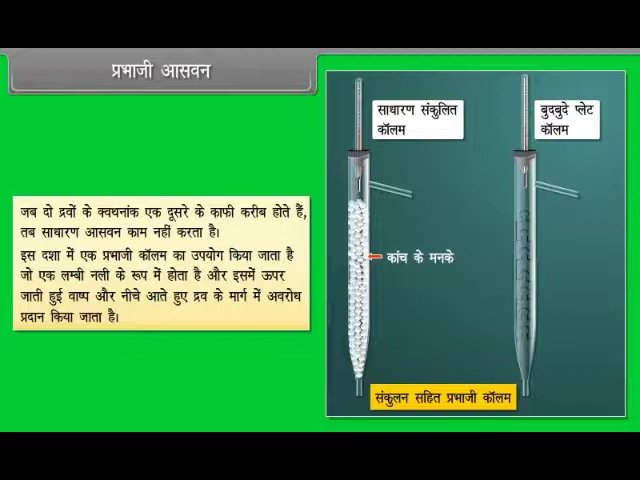 प्रभाजी आसवन
जब दो द्रवों के क्वथनांक एक दूसरे के काफी करीब होते हैं,
तब साधारण आसवन काम नहीं करता है।
इस दशा में एक प्रभाजी कॉलम का उपयोग किया जाता है
जो एक लम्बी नली के रूप में होता है और इसमें ऊपर
जाती हुई वाष्प और नीचे आते हुए द्रव के मार्ग में अवरोध
प्रदान किया जाता है।
साधारण संकुलित
कॉलम
बुदबुदे प्लेट
कॉलम
कांच के मनके
संकुलन सहित प्रभाजी कॉलम